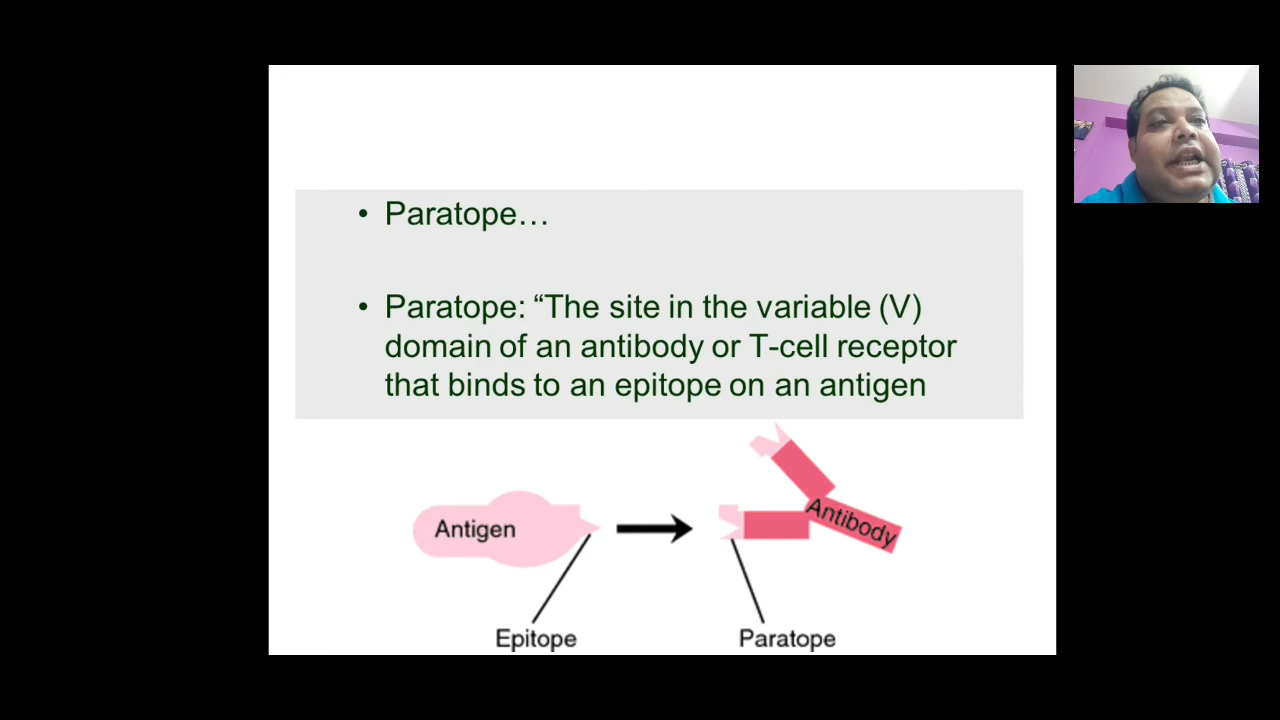 • Paratope…
• Paratope: “The site in the variable (V)
domain of an antibody or T-cell receptor
that binds to an epitope on an antigen
Antigen
Antibody
Epitope
Paratope